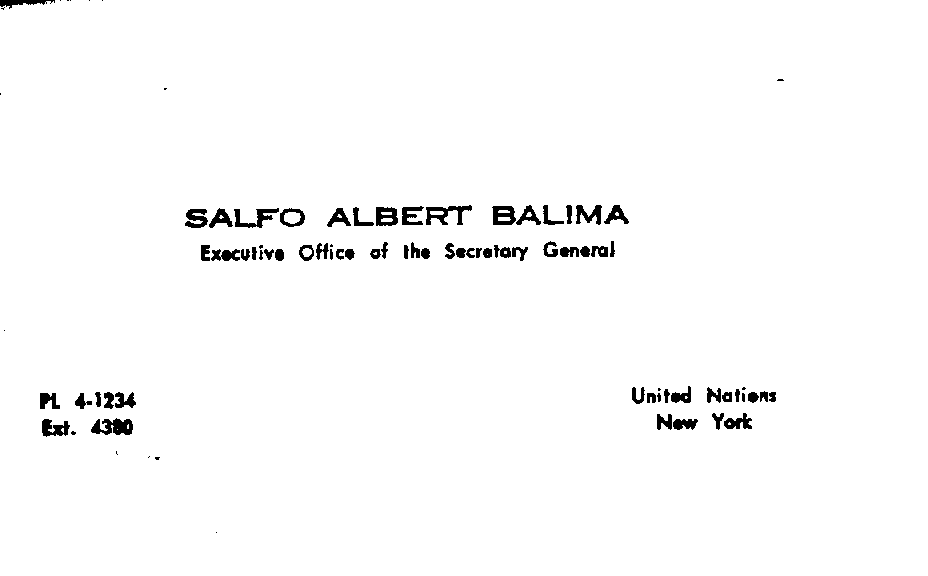 SALFO ALBERT BALIMA
Executive Office of the Secretary General
PL 4-1234
Ext. 4380
United Nations
New York